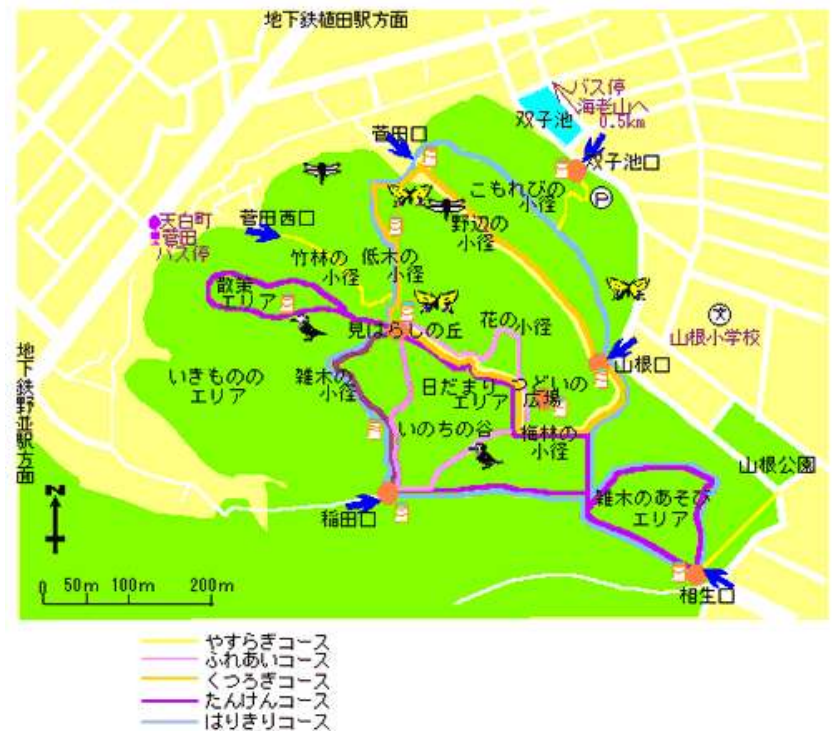 地下鉄植田駅方面
バス停
海老山へ
0.5km
双子池
菅田口
双子池口
こもれびの
小径
P
野辺の
小径
天白町
菅田
バス停
菅田西口
竹林の
小径
低木の
小径
散策
エリア
花の小径
文
山根小学校
見はらしの丘
山根口
地下鉄野並駅方面
いきものの
エリア
雑木の
小径
日だまり
エリア
つどいの
広場
いのちの谷
梅林の
小径
山根公園
N
稲田口
雑木のあそび
エリア
相生口
0 50m 100m 200m
やすらぎコース
ふれあいコース
くつろぎコース
たんけんコース
はりきりコース